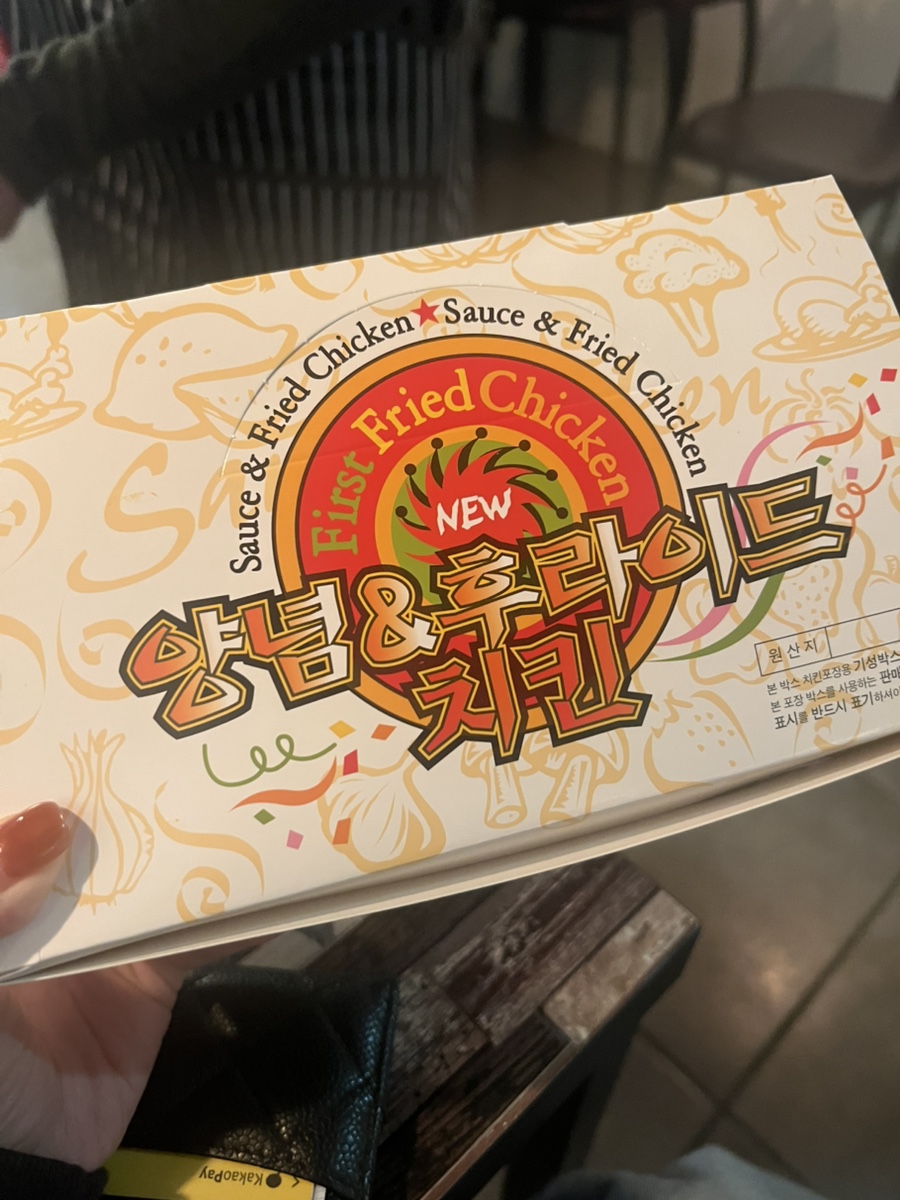 Sauce & Fried Chicken★Sauce & Fried Chicken
First Fried Chicken
NEW
양념&후라이드
치킨
원산지
본 박스 치킨포장용 기성박스
본 포장 박스를 사용하는 판매
표시를 반드시 표기하셔야
KakaoPay